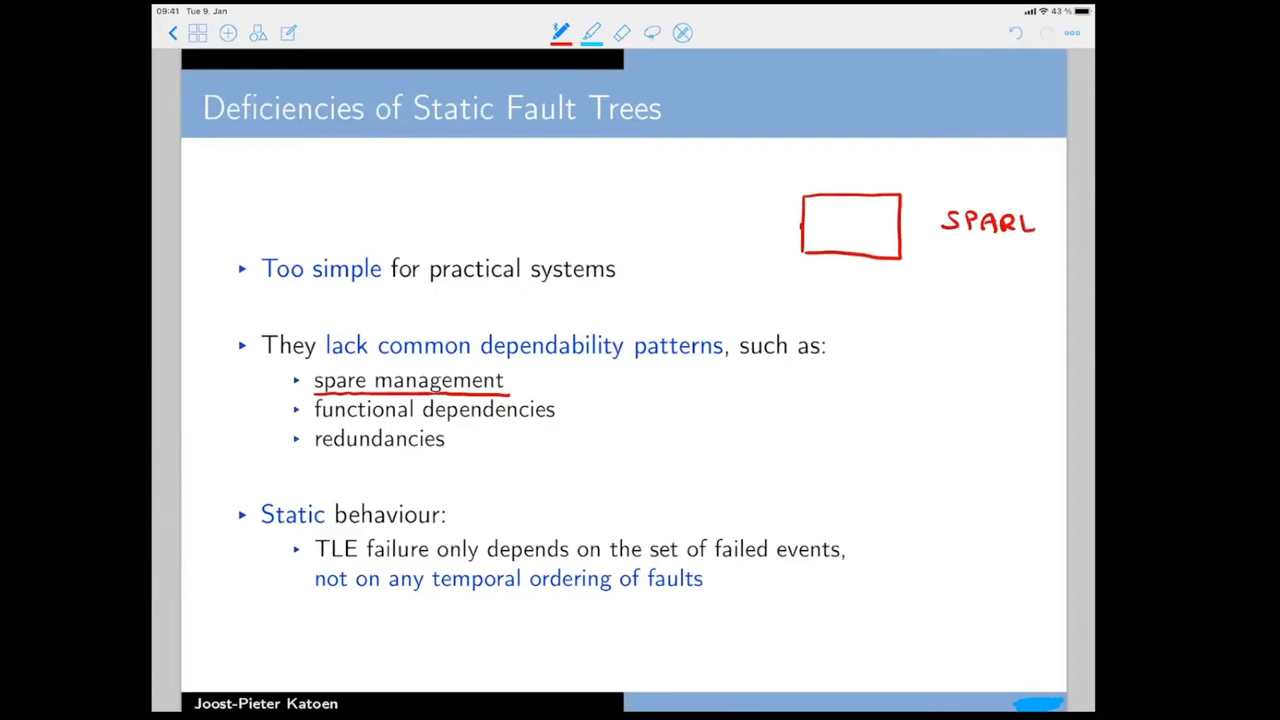 09:41 Tue 9. Jan 43 %
Deficiencies of Static Fault Trees
SPARL
Too simple for practical systems
They lack common dependability patterns, such as:
spare management
functional dependencies
redundancies
Static behaviour:
TLE failure only depends on the set of failed events,
not on any temporal ordering of faults
Joost-Pieter Katoen